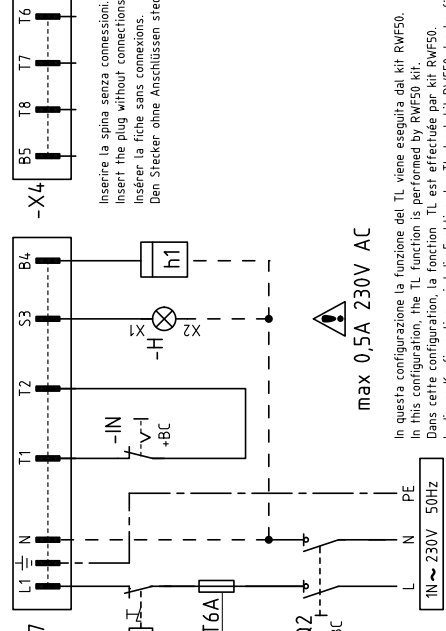 T6
T7
T8
B5
-X4
Inserire la spina senza connessioni.
Insert the plug without connections
Insérer la fiche sans connexions.
Den Stecker ohne Anschlüssen
B4
S3
T2
T1
N
L1
7
h1
X1
X2
-H
-IN
+BC
T6A
Q2
BC
max 0,5A 230V AC
In questa configurazione la funzione del TL viene eseguita dal kit RWF50.
In this configuration, the TL function is performed by RWF50 kit.
Dans cette configuration, la fonction TL est effectuée par kit RWF50.
PE
N
L
1N~230V 50Hz